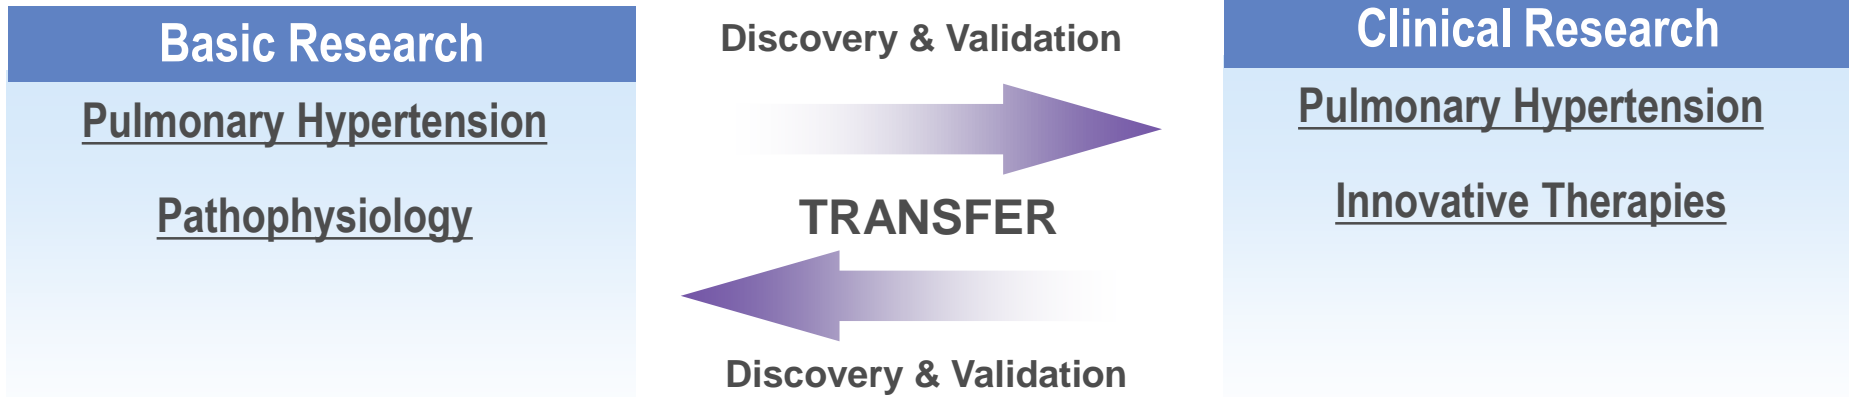 Basic Research
Pulmonary Hypertension
Pathophysiology
Discovery & Validation
TRANSFER
Discovery & Validation
Clinical Research
Pulmonary Hypertension
Innovative Therapies